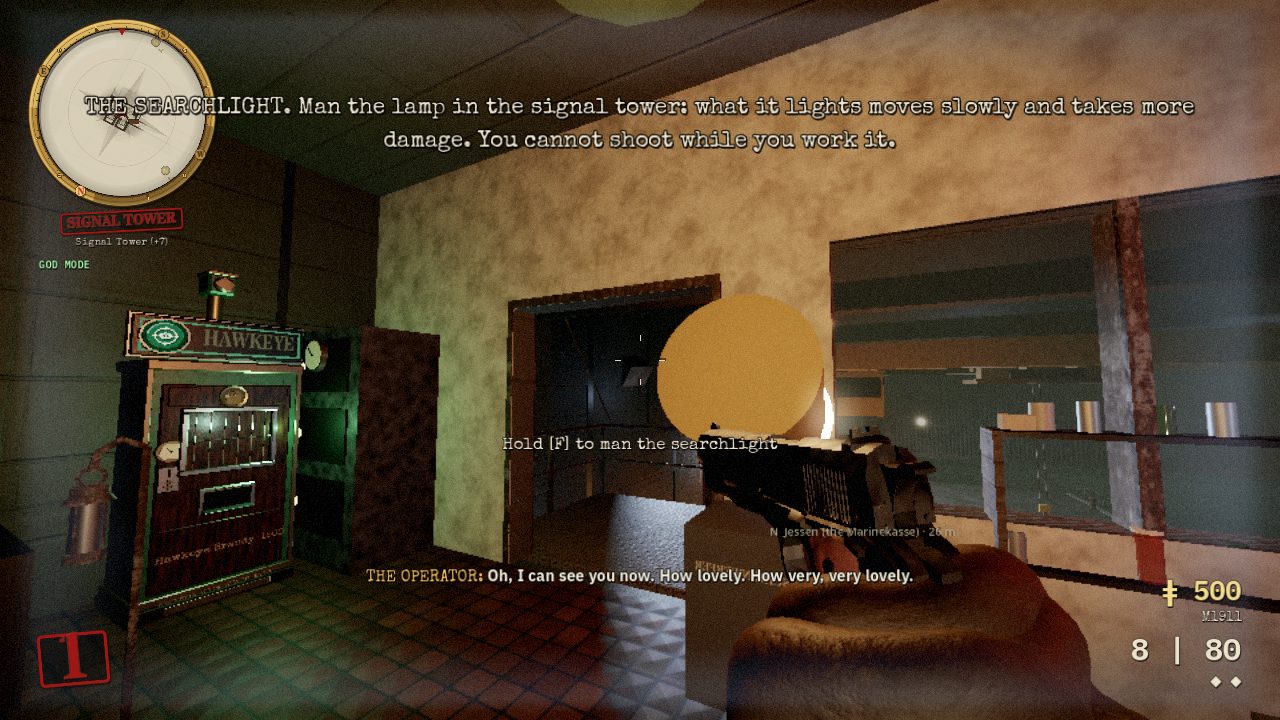 THE SEARCHLIGHT. Man the lamp in the signal tower: what it lights moves slowly and takes more
damage. You cannot shoot while you work it.
SIGNAL TOWER
Signal Tower (+7)
GOD MODE
HAWKEYE
Hold [F] to man the searchlight
N Jessen (the Marinekasse) · 26 m
Hawkeye Brandy
THE OPERATOR: Oh, I can see you now. How lovely. How very, very lovely.
500
M1911
8 | 80
1